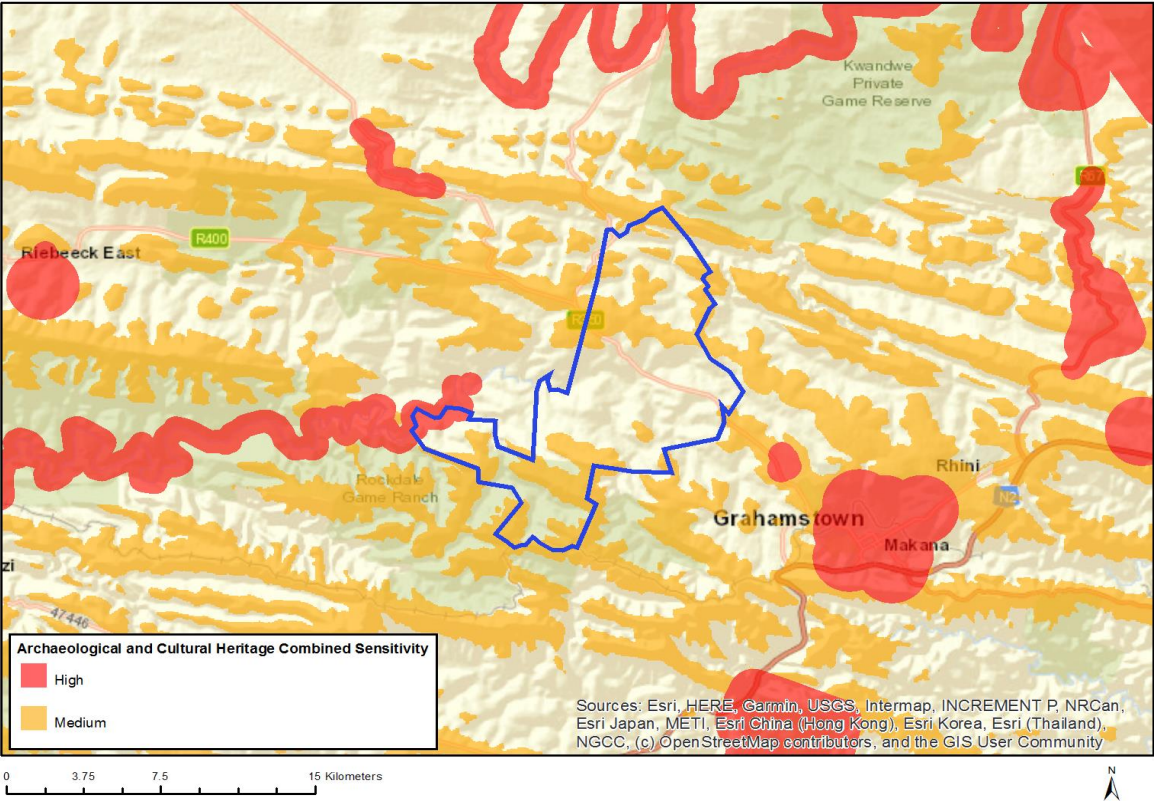 Kwandwe
Private
Game Reserve
R67
R400
Riebeeck East
Rockdale
Game Ranch
Rhini
N2
Grahamstown
Makana
zi
47446
Archaeological and Cultural Heritage Combined Sensitivity
High
Medium
Sources: Esri, HERE, Garmin, USGS, Intermap, INCREMENT P, NRCan,
Esri Japan, METI, Esri China (Hong Kong), Esri Korea, Esri (Thailand),
NGCC, (c) OpenStreetMap contributors, and the GIS User Community
0 3.75 7.5 15 Kilometers
N